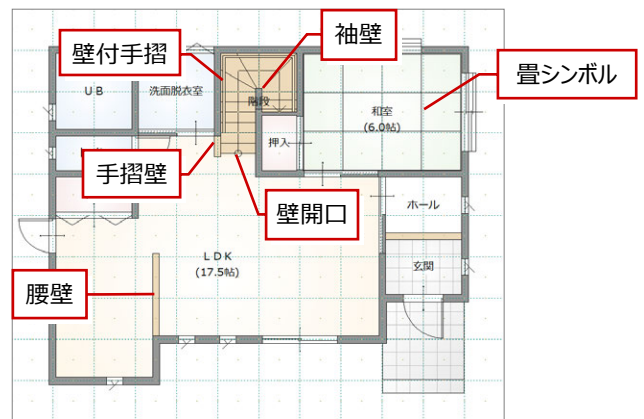 袖壁
壁付手摺
畳シンボル
UB
洗面脱衣室
階段
和室
(6.0帖)
押入
手摺壁
壁開口
ホール
LDK
(17.5帖)
玄関
腰壁